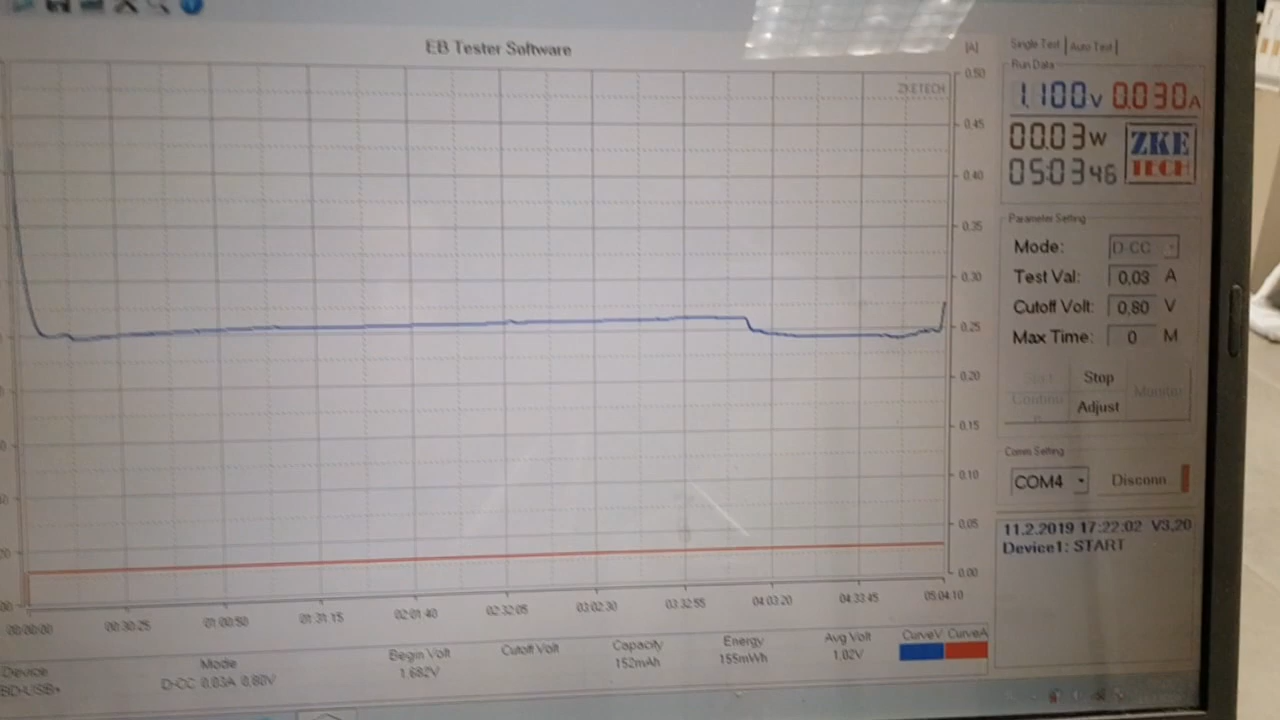 EB Tester Software
[A]
ZKETECH
0.50
0.45
0.40
0.35
0.30
0.25
0.20
0.15
0.10
0.05
0.00
00:00:00 00:30:25 01:00:50 01:31:15 02:01:40 02:32:05 03:02:30 03:32:55 04:03:20 04:33:45 05:04:10
Device Mode Begin Volt Cutoff Volt Capacity Energy Avg Volt CurveV CurveA
D-CC 0.03A 0.80V 1.682V 152mAh 155mWh 1.02V
Single Test Auto Test
Run Data
1.100V 0.030A
00.03W
05:03 46
ZKE
TECH
Parameter Setting
Mode: D-CC
Test Val: 0,03 A
Cutoff Volt: 0,80 V
Max Time: 0 M
Stop
Continu Monitor
Adjust
Comm Setting
COM4 Disconn
11.2.2019 17:22:02 V3,20
Device1: START